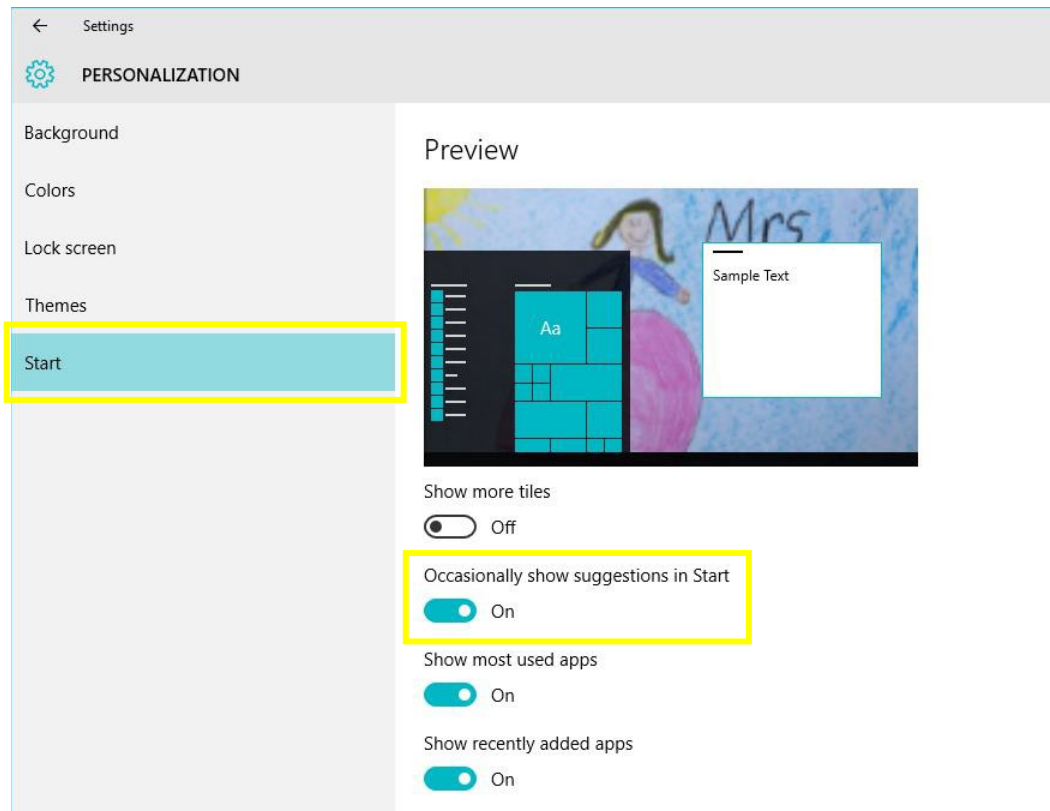 Settings
PERSONALIZATION
Background
Colors
Lock screen
Themes
Start
Preview
Mrs
Sample Text
Aa
Show more tiles
Off
Occasionally show suggestions in Start
On
Show most used apps
On
Show recently added apps
On